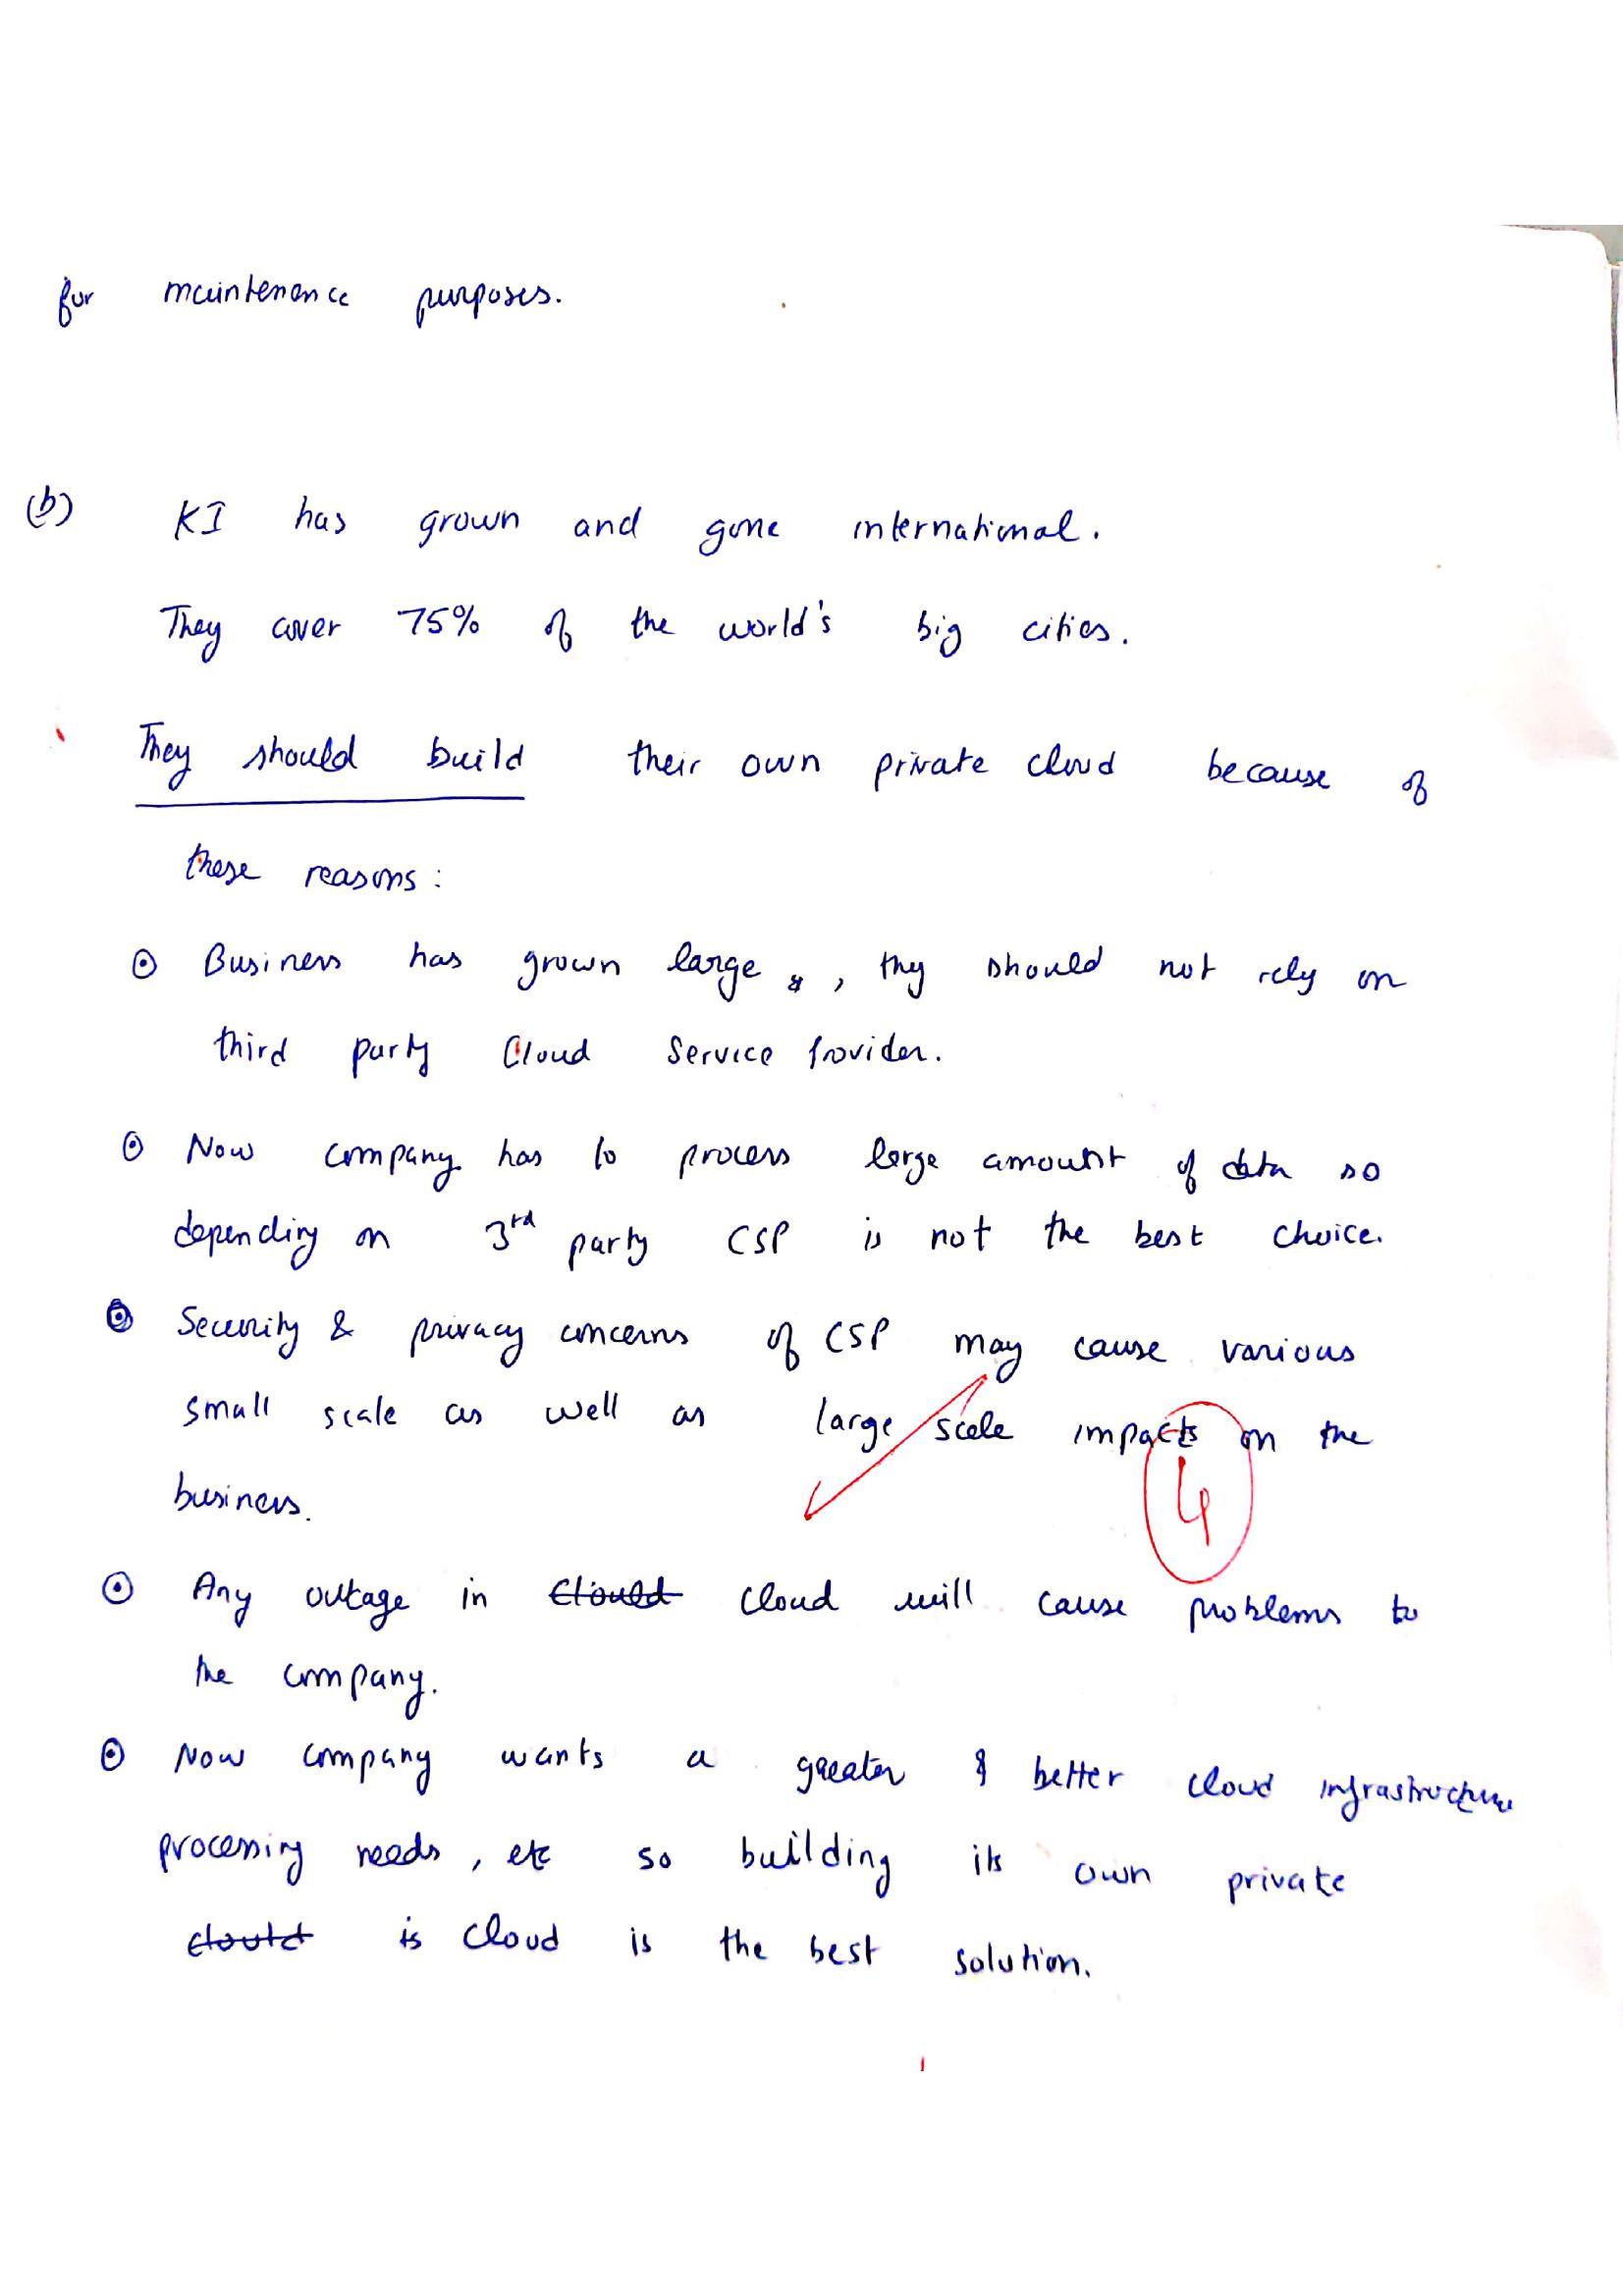 for maintenence purposes.
(b) KI has grown and gone international.
They cover 75% of the world's big cities.
They should build their own private cloud because of
these reasons:
Business has grown large , they should not rely on
third party Cloud Service Provider.
Now company has to process large amount of data so
depending on 3rd party CSP is not the best choice.
Security & privacy concerns of CSP may cause various
small scale as well as large scale impacts on the
business.
4
Any outage in could cloud will cause problems to
the company.
Now company wants a greater & better cloud infrastructure
processing needs, etc so building its own private
is cloud is the best solution.